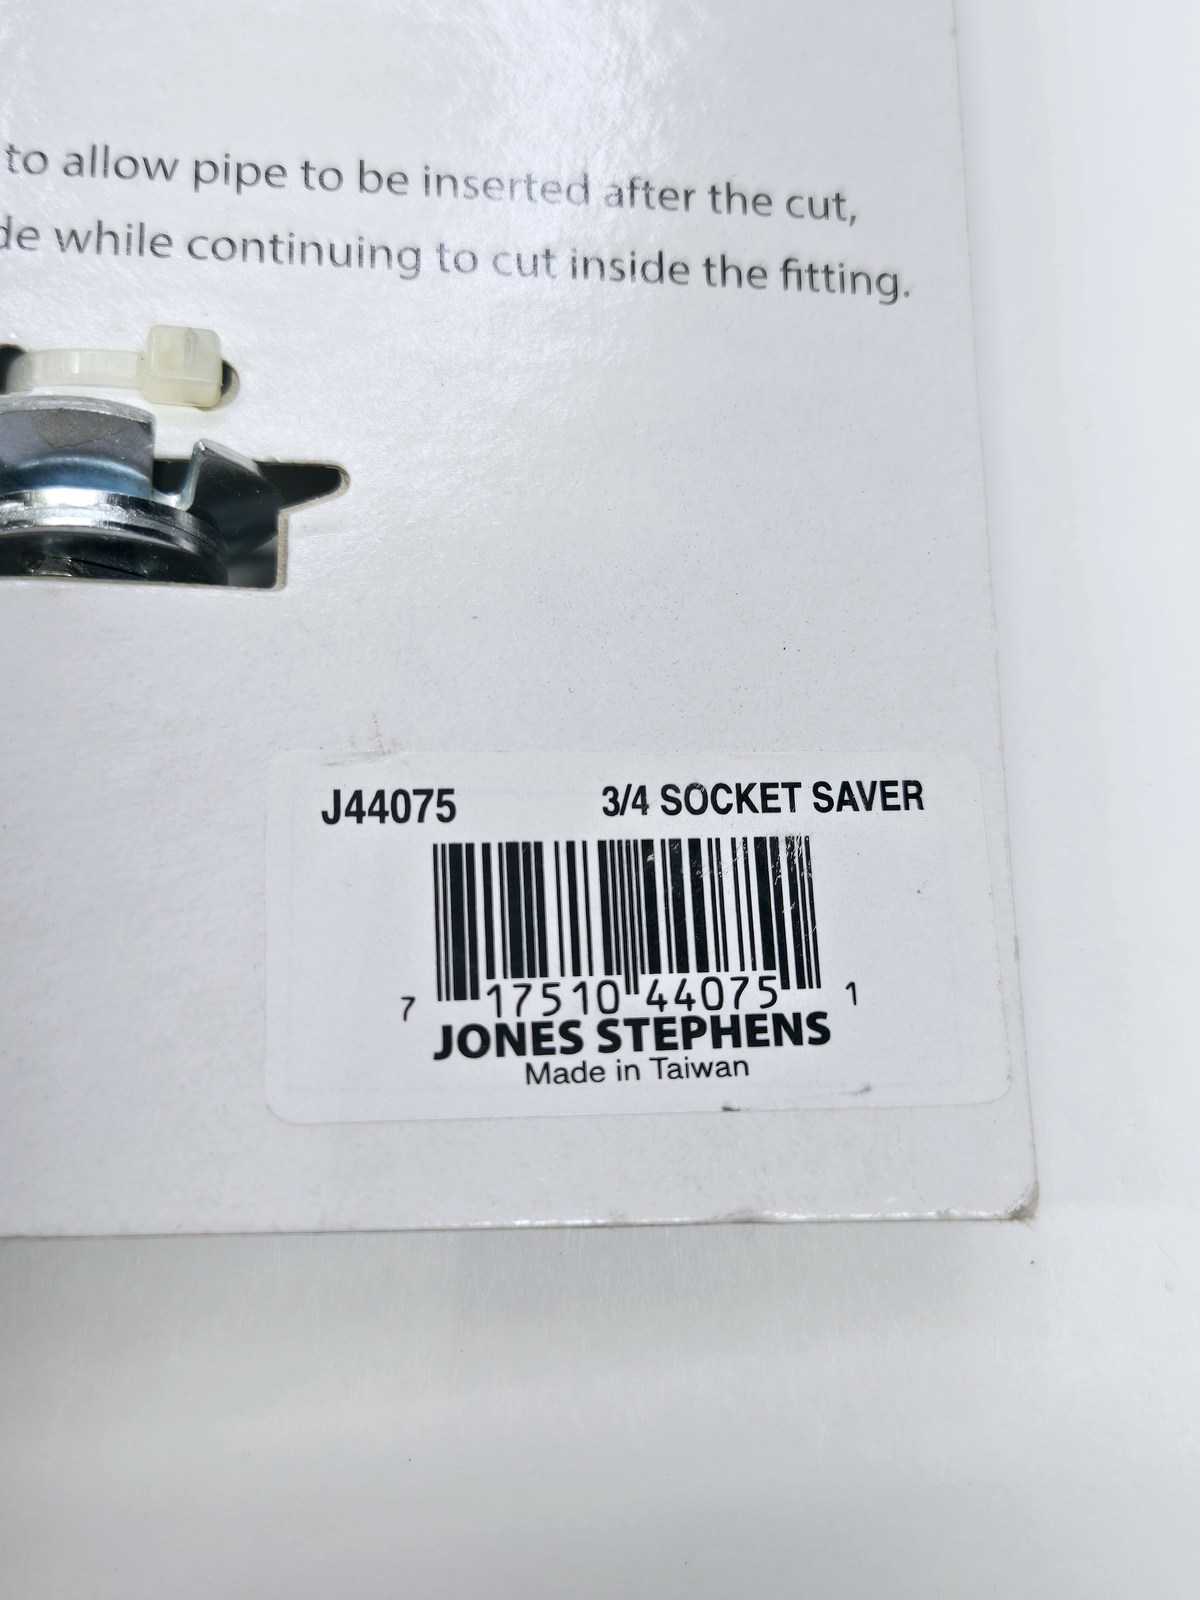 to allow pipe to be inserted after the cut,
while continuing to cut inside the fitting.
J44075 3/4 SOCKET SAVER
7 17510 44075 1
JONES STEPHENS
Made in Taiwan